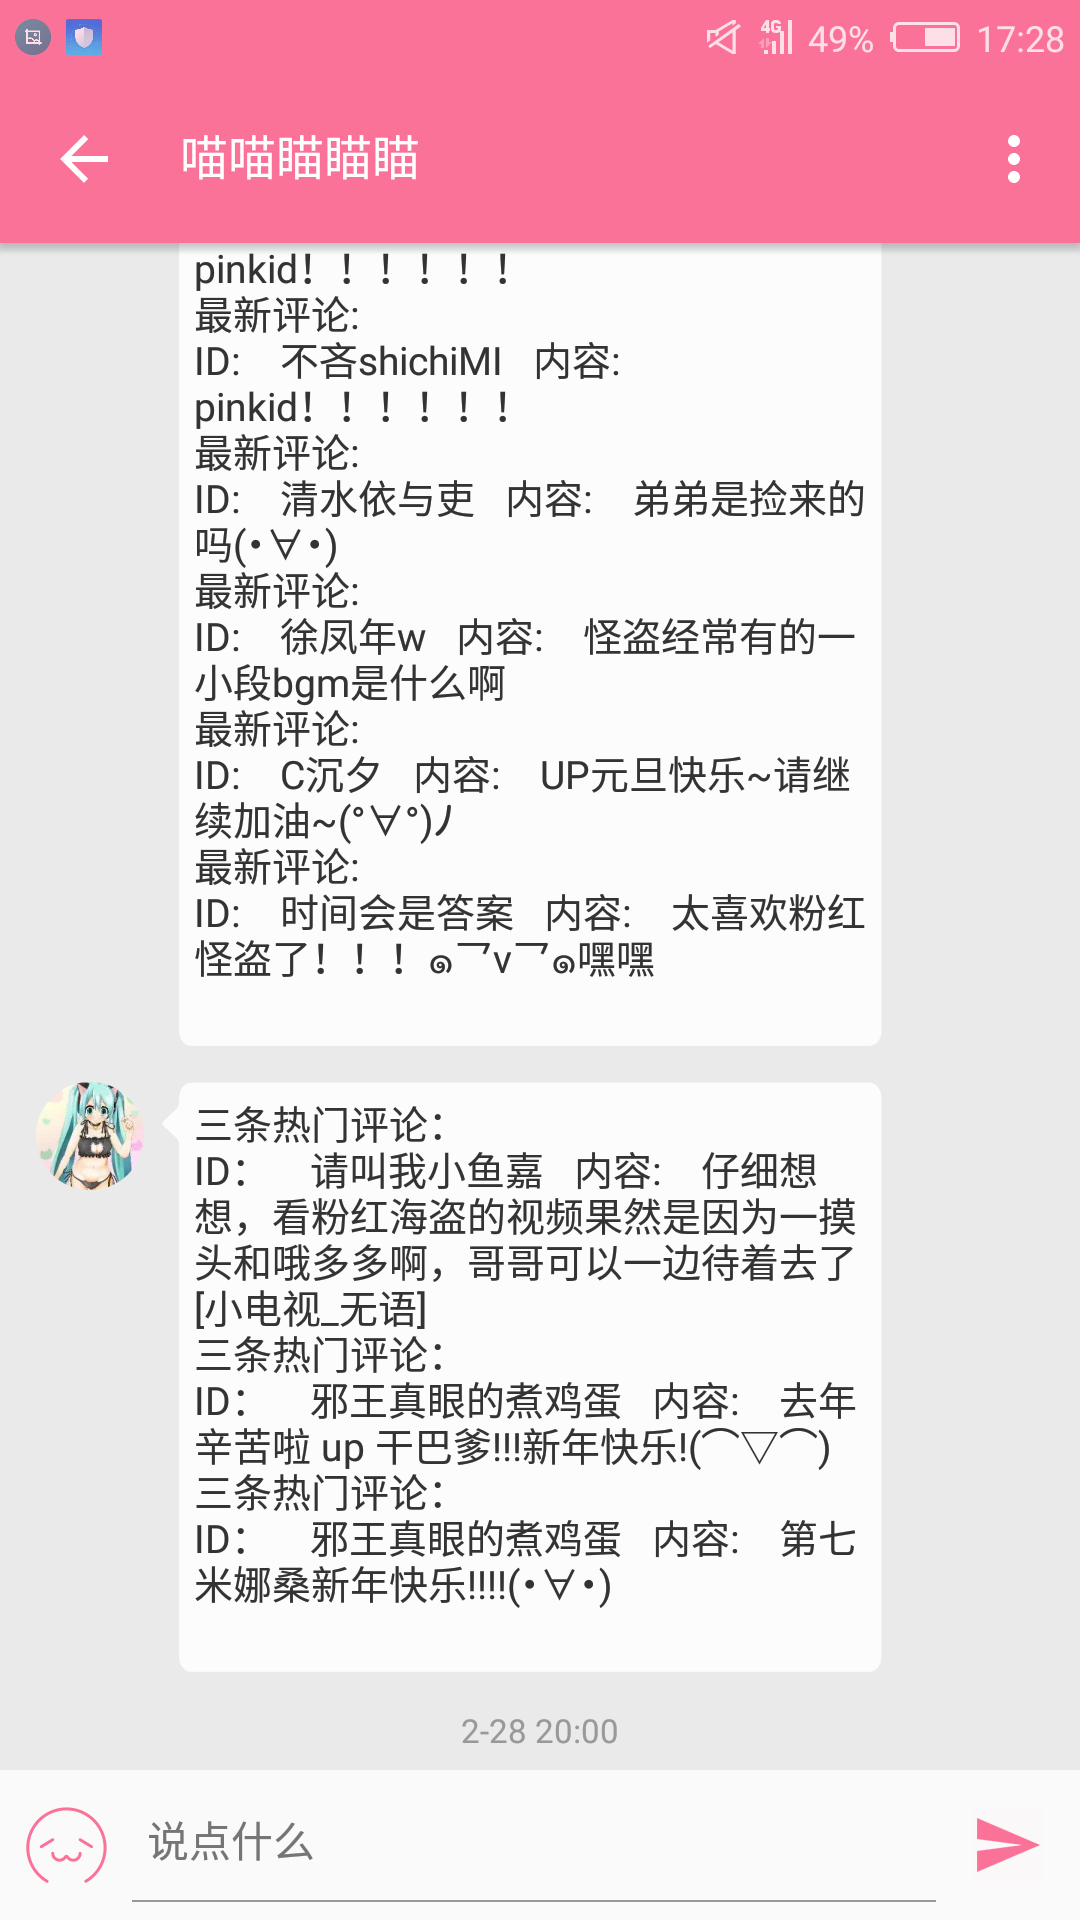 4G 49% 17:28
喵喵瞄瞄瞄
pinkid！！！！！！
最新评论:
ID: 不吝shichiMI 内容:
pinkid！！！！！！
最新评论:
ID: 清水依与吏 内容: 弟弟是捡来的
吗(･∀･)
最新评论:
ID: 徐凤年w 内容: 怪盗经常有的一
小段bgm是什么啊
最新评论:
ID: C沉夕 内容: UP元旦快乐~请继
续加油~(°∀°)ﾉ
最新评论:
ID: 时间会是答案 内容: 太喜欢粉红
怪盗了！！！๑乛v乛๑嘿嘿
三条热门评论：
ID： 请叫我小鱼嘉 内容: 仔细想
想，看粉红海盗的视频果然是因为一摸
头和哦多多啊，哥哥可以一边待着去了
[小电视_无语]
三条热门评论：
ID： 邪王真眼的煮鸡蛋 内容: 去年
辛苦啦 up 干巴爹!!!新年快乐!(⌒▽⌒)
三条热门评论：
ID： 邪王真眼的煮鸡蛋 内容: 第七
米娜桑新年快乐!!!!(･∀･)
2-28 20:00
说点什么